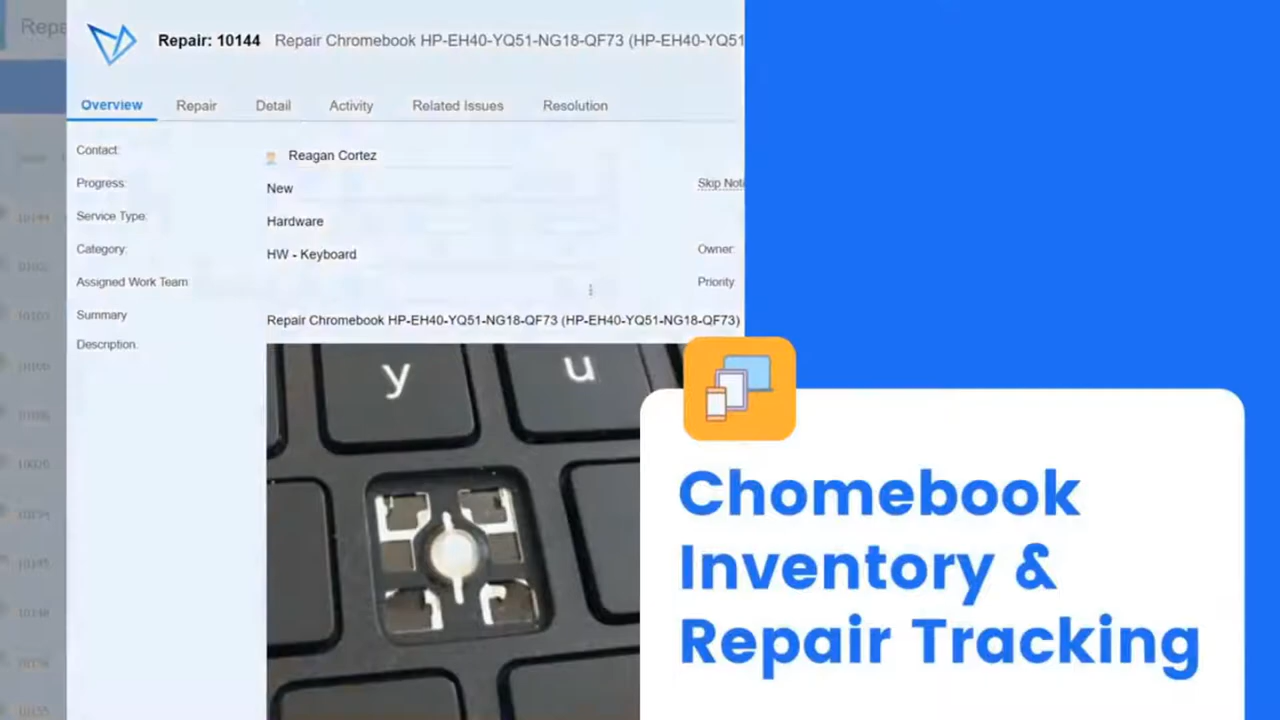 Repa
Repair: 10144 Repair Chromebook HP-EH40-YQ51-NG18-QF73 (HP-EH40-YQ51
Overview Repair Detail Activity Related Issues Resolution
Contact: Reagan Cortez
Progress: New Skip Noti
Service Type: Hardware
Category: HW - Keyboard Owner:
Assigned Work Team Priority
Summary Repair Chromebook HP-EH40-YQ51-NG18-QF73 (HP-EH40-YQ51-NG18-QF73)
Description:
y u
10144
Chomebook
Inventory &
Repair Tracking